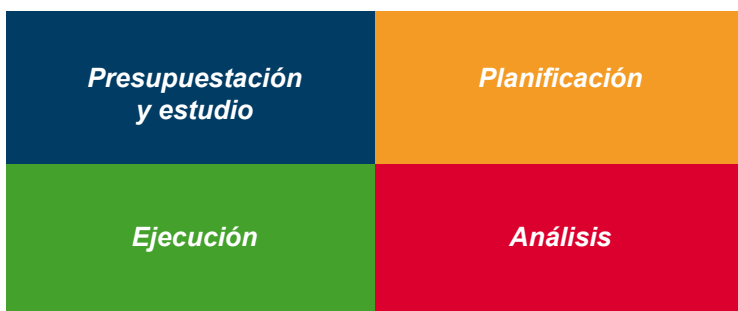 Presupuestación
y estudio
Planificación
Ejecución
Análisis